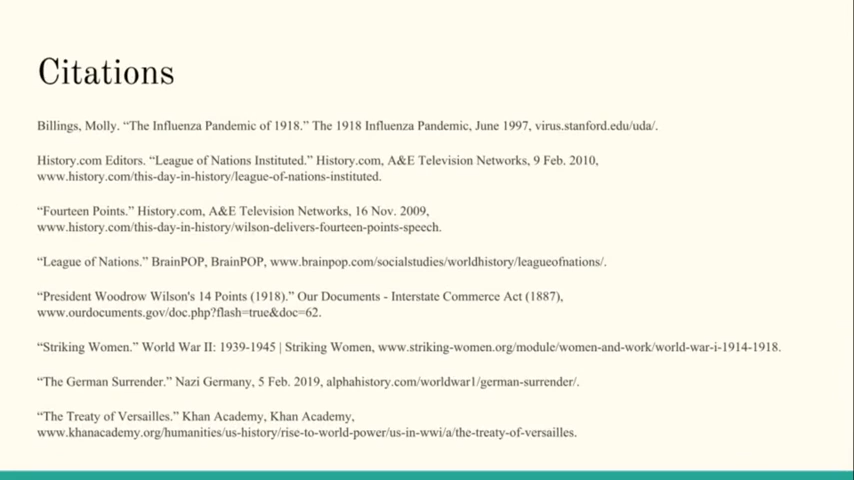 Citations
Billings, Molly. “The Influenza Pandemic of 1918.” The 1918 Influenza Pandemic, June 1997, virus.stanford.edu/uda/.
History.com Editors. “League of Nations Instituted.” History.com, A&E Television Networks, 9 Feb. 2010,
www.history.com/this-day-in-history/league-of-nations-instituted.
“Fourteen Points.” History.com, A&E Television Networks, 16 Nov. 2009,
www.history.com/this-day-in-history/wilson-delivers-fourteen-points-speech.
“League of Nations.” BrainPOP, BrainPOP, www.brainpop.com/socialstudies/worldhistory/leagueofnations/.
“President Woodrow Wilson's 14 Points (1918).” Our Documents - Interstate Commerce Act (1887),
www.ourdocuments.gov/doc.php?flash=true&doc=62.
“Striking Women.” World War II: 1939-1945 | Striking Women, www.striking-women.org/module/women-and-work/world-war-i-1914-1918.
“The German Surrender.” Nazi Germany, 5 Feb. 2019, alphahistory.com/worldwar1/german-surrender/.
“The Treaty of Versailles.” Khan Academy, Khan Academy,
www.khanacademy.org/humanities/us-history/rise-to-world-power/us-in-wwi/a/the-treaty-of-versailles.